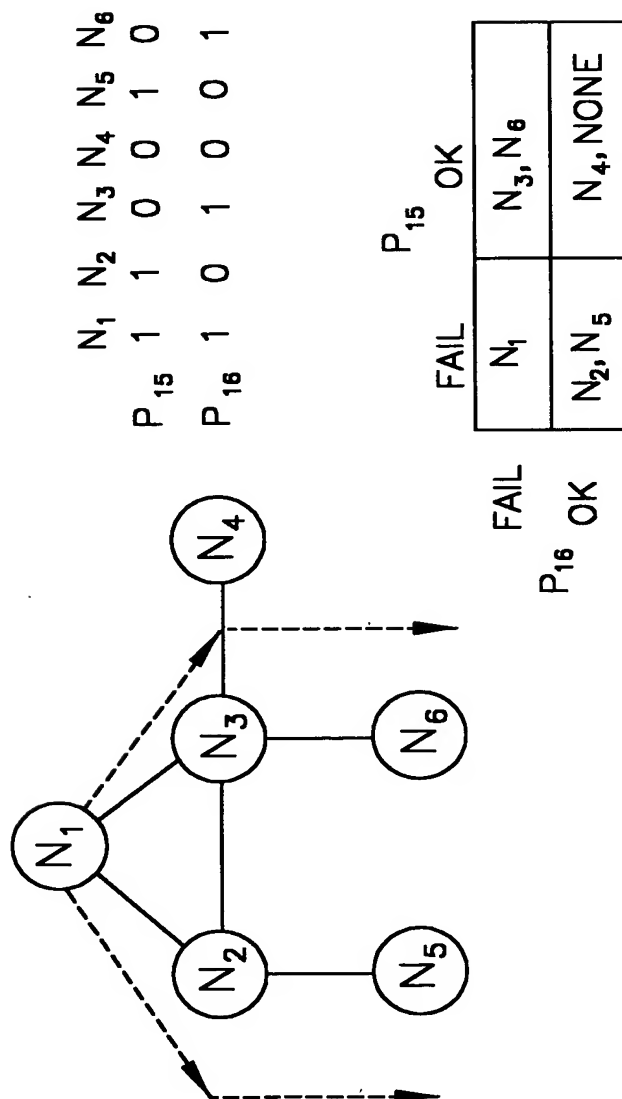 N1
N2 N3 N4
N5 N6
N1 N2 N3 N4 N5 N6
P15 1 1 0 0 1 0
P16 1 0 1 0 0 1
P15
FAIL OK
P16 FAIL N1 N3, N6
OK N2, N5 N4, NONE